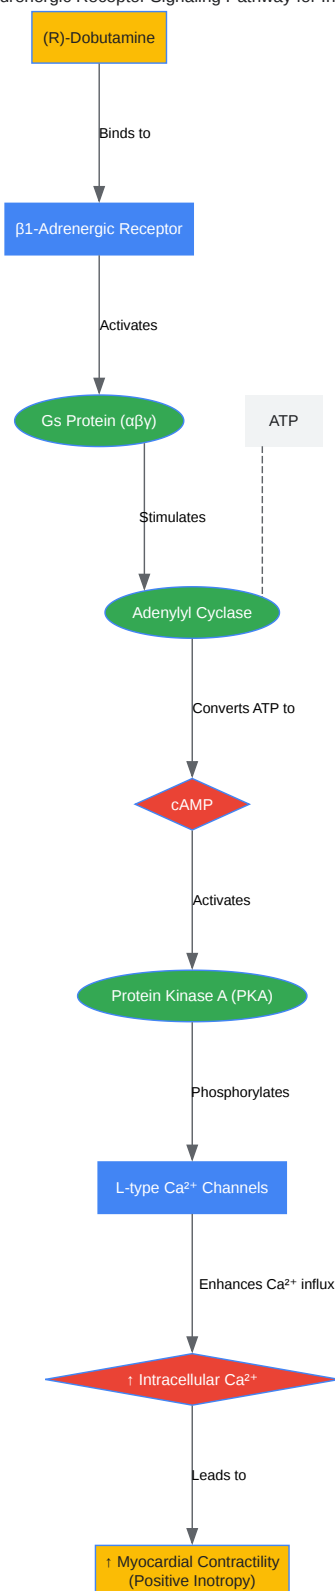 Adrenergic Receptor Signaling Pathway for
(R)-Dobutamine
Binds to
β1-Adrenergic Receptor
Activates
Gs Protein (αβγ)
ATP
Stimulates
Adenylyl Cyclase
Converts ATP to
cAMP
Activates
Protein Kinase A (PKA)
Phosphorylates
L-type Ca²⁺ Channels
Enhances Ca²⁺ influx
↑ Intracellular Ca²⁺
Leads to
↑ Myocardial Contractility
(Positive Inotropy)